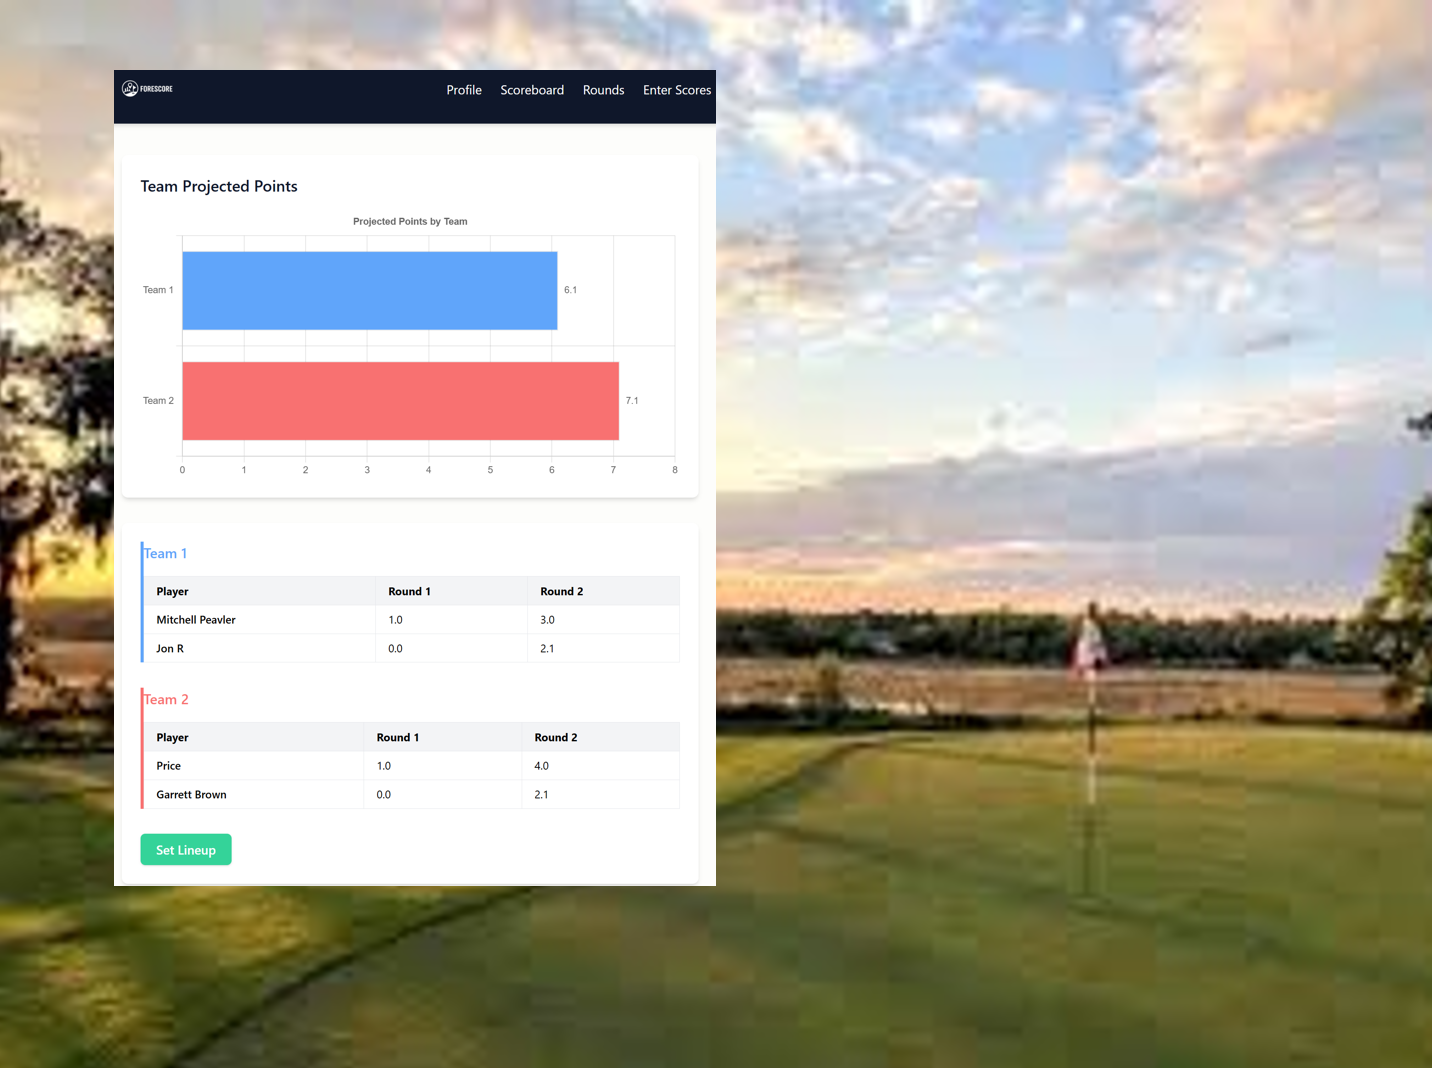 FORESCORE
Profile Scoreboard Rounds Enter Scores
Team Projected Points
Projected Points by Team
Team 1
6.1
Team 2
7.1
0 1 2 3 4 5 6 7 8
Team 1
Player Round 1 Round 2
Mitchell Peavler 1.0 3.0
Jon R 0.0 2.1
Team 2
Player Round 1 Round 2
Price 1.0 4.0
Garrett Brown 0.0 2.1
Set Lineup